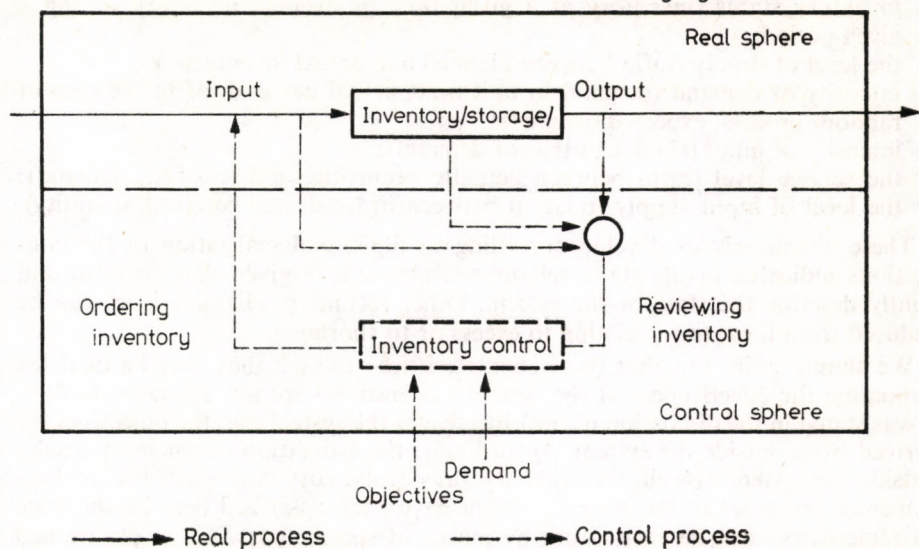 Real sphere
Input
Output
Inventory/storage/
Ordering
inventory
Reviewing
inventory
Inventory control
Control sphere
Demand
Objectives
Real process
Control process